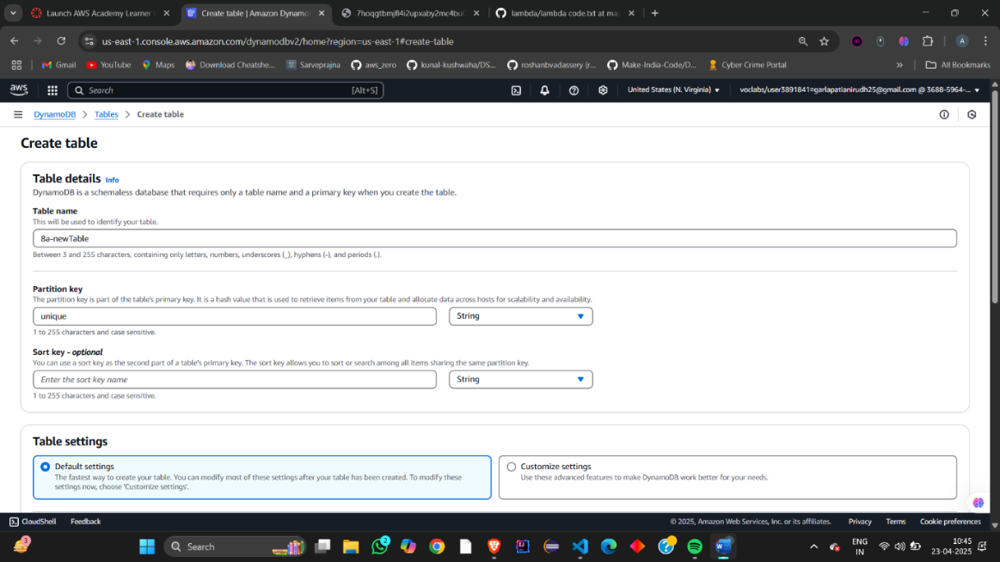 Launch AWS Academy Learner
Create table | Amazon Dynamo
7hoqgtbmjfl4i2upxaby2mc4bu
lambda/lambda code.txt at ma
us-east-1.console.aws.amazon.com/dynamodbv2/home?region=us-east-1#create-table
A
Gmail
YouTube
Maps
Download Cheatshe...
Sarveprajna
aws_zero
kunal-kushwaha/DS...
roshanbvadassery (r...
Make-India-Code/D...
Cyber Crime Portal
»
All Bookmarks
aws
Search
[Alt+S]
United States (N. Virginia)
voclabs/user3891841=garlapatianirudh25@gmail.com @ 3688-5964-...
DynamoDB
Tables
Create table
Create table
Table details Info
DynamoDB is a schemaless database that requires only a table name and a primary key when you create the table.
Table name
This will be used to identify your table.
8a-newTable
Between 3 and 255 characters, containing only letters, numbers, underscores (_), hyphens (-), and periods (.).
Partition key
The partition key is part of the table's primary key. It is a hash value that is used to retrieve items from your table and allocate data across hosts for scalability and availability.
unique
String
1 to 255 characters and case sensitive.
Sort key - optional
You can use a sort key as the second part of a table's primary key. The sort key allows you to sort or search among all items sharing the same partition key.
Enter the sort key name
String
1 to 255 characters and case sensitive.
Table settings
Default settings
The fastest way to create your table. You can modify most of these settings after your table has been created. To modify these
settings now, choose 'Customize settings'.
Customize settings
Use these advanced features to make DynamoDB work better for your needs.
CloudShell
Feedback
© 2025, Amazon Web Services, Inc. or its affiliates.
Privacy
Terms
Cookie preferences
3
Search
2
ENG
IN
10:45
23-04-2025